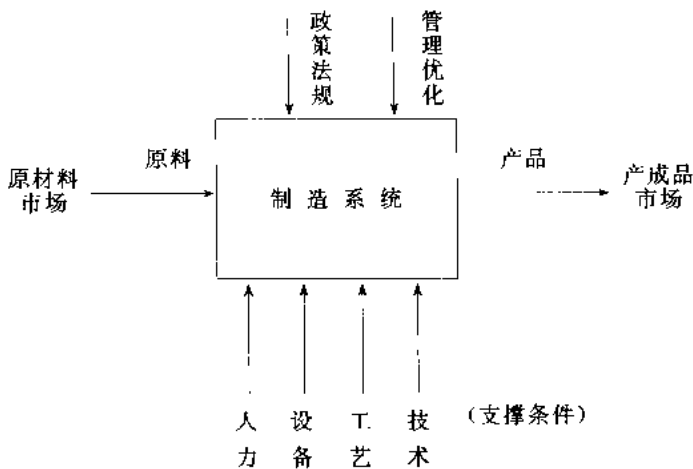 政策法规
管理优化
原料
产品
原材料
市场
制 造 系 统
产成品
市场
人力
设备
工艺
技术
(支撑条件)